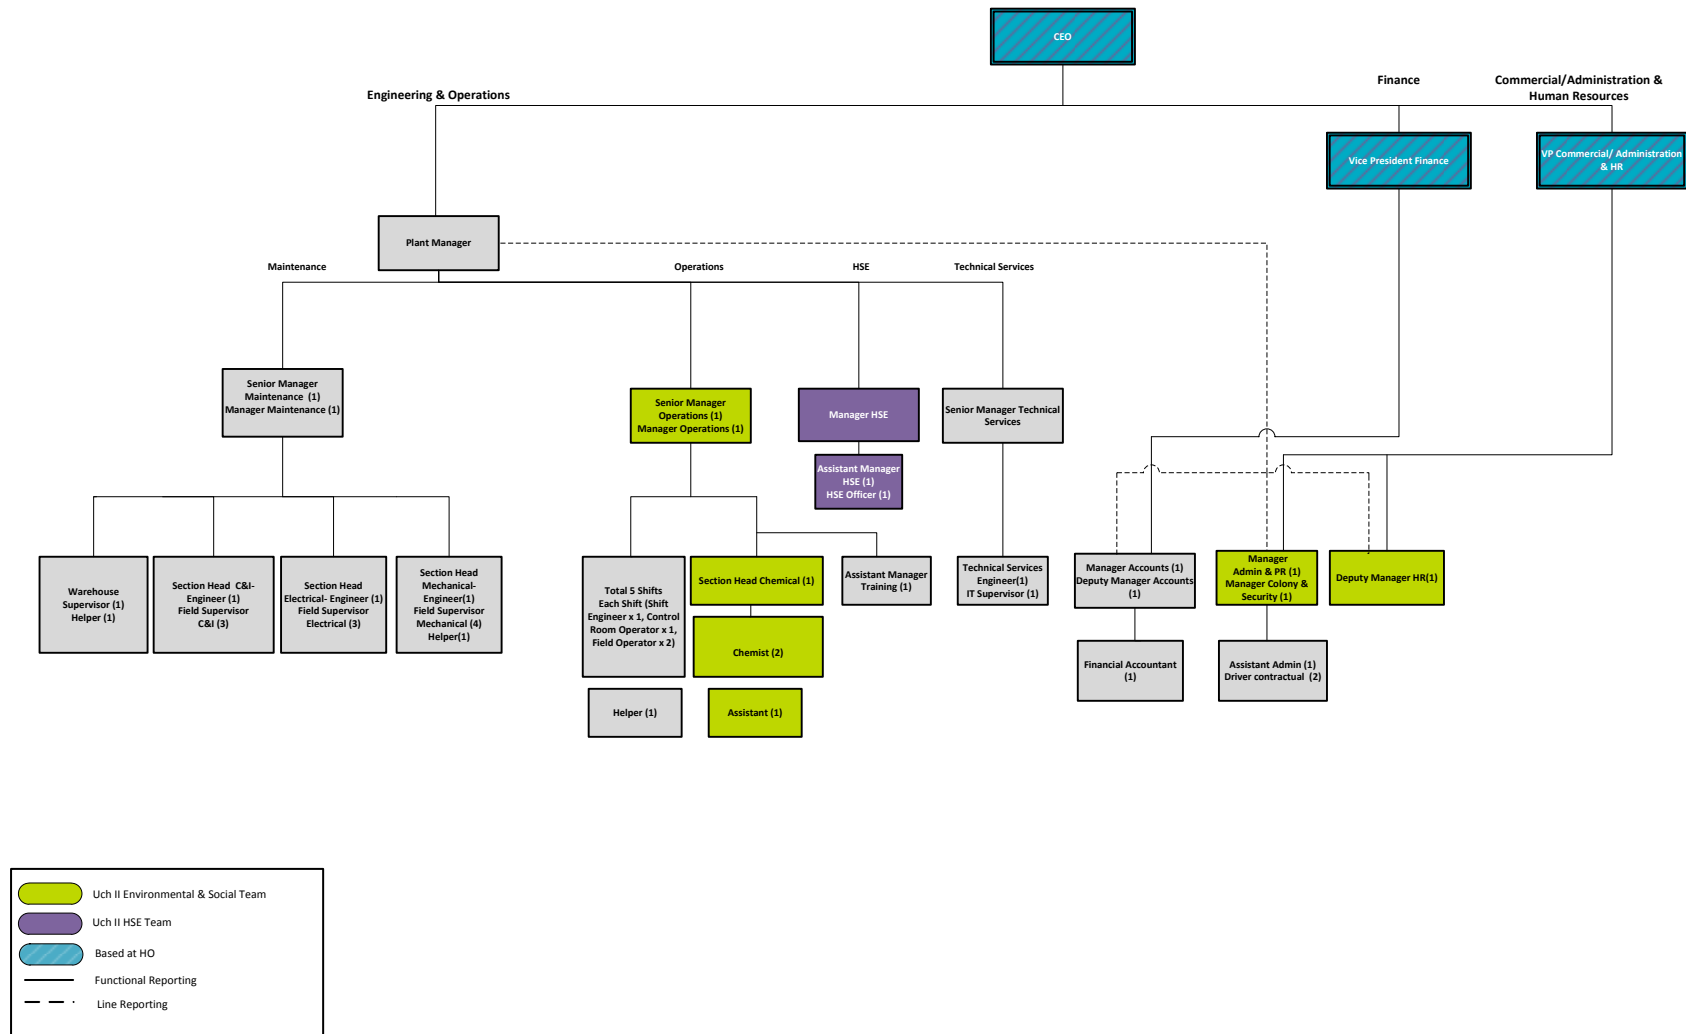 CEO
Engineering & Operations
Finance
Commercial/Administration &
Human Resources
Vice President Finance
VP Commercial/ Administration
& HR
Plant Manager
Maintenance
Operations
HSE
Technical Services
Senior Manager
Maintenance (1)
Manager Maintenance (1)
Senior Manager
Operations (1)
Manager Operations (1)
Manager HSE
Senior Manager Technical
Services
Assistant Manager
HSE (1)
HSE Officer (1)
Warehouse
Supervisor (1)
Helper (1)
Section Head C&I-
Engineer (1)
Field Supervisor
C&I (3)
Section Head
Electrical- Engineer (1)
Field Supervisor
Electrical (3)
Section Head
Mechanical-
Engineer(1)
Field Supervisor
Mechanical (4)
Helper(1)
Total 5 Shifts
Each Shift (Shift
Engineer x 1, Control
Room Operator x 1,
Field Operator x 2)
Section Head Chemical (1)
Assistant Manager
Training (1)
Technical Services
Engineer(1)
IT Supervisor (1)
Manager Accounts (1)
Deputy Manager Accounts
(1)
Manager
Admin & PR (1)
Manager Colony &
Security (1)
Deputy Manager HR(1)
Chemist (2)
Financial Accountant
(1)
Assistant Admin (1)
Driver contractual (2)
Helper (1)
Assistant (1)
Uch II Environmental & Social Team
Uch II HSE Team
Based at HO
Functional Reporting
Line Reporting